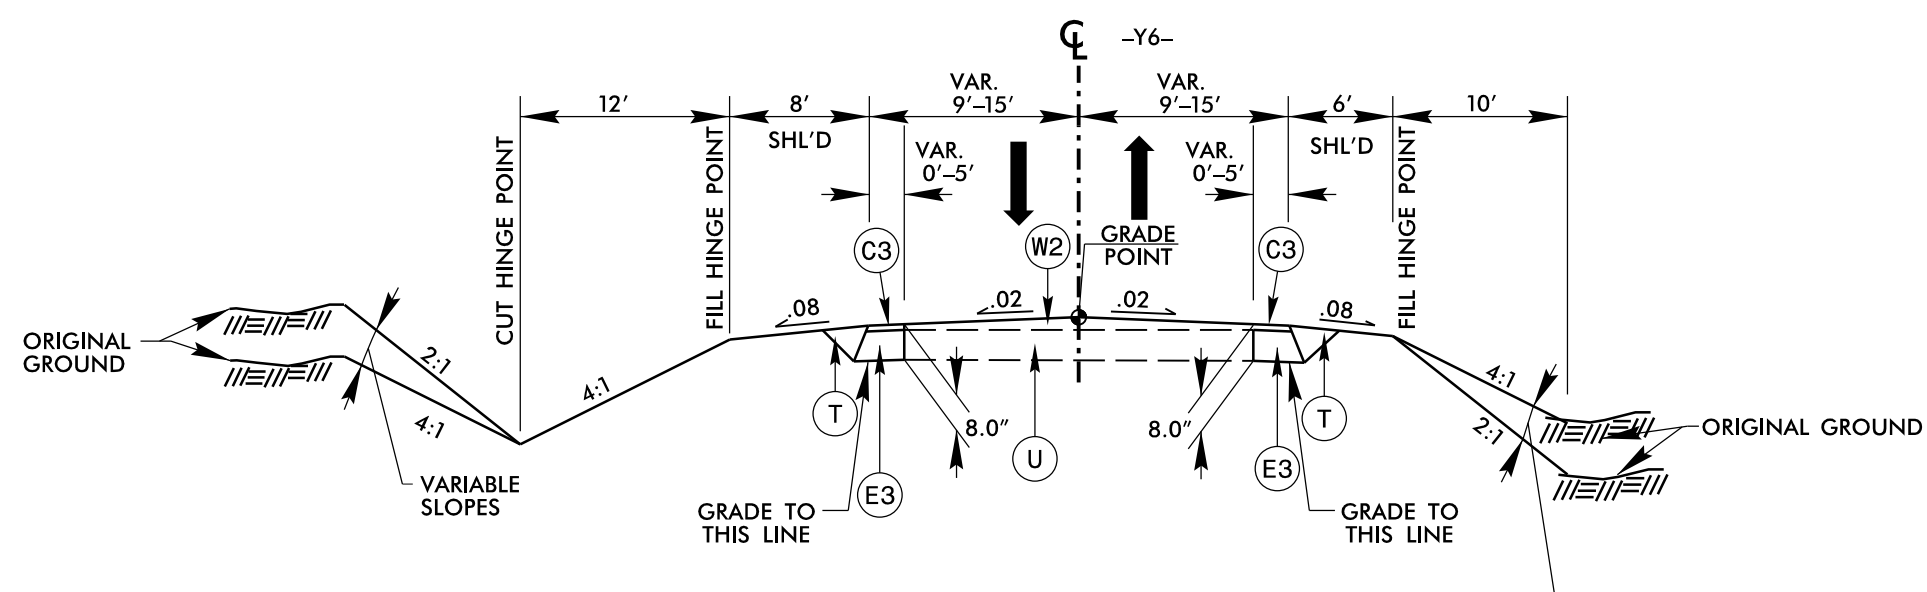 ℄ –Y6–
VAR. VAR.
12' 8' 9'–15' 9'–15' 6' 10'
SHL'D SHL'D
VAR. VAR.
0'–5' 0'–5'
CUT HINGE POINT
FILL HINGE POINT
FILL HINGE POINT
C3 W2 GRADE C3
POINT
.08 .02 .02 .08
ORIGINAL
GROUND
2:1
4:1
4:1
4:1
2:1
T 8.0" U 8.0" T
ORIGINAL GROUND
E3 E3
VARIABLE
SLOPES
GRADE TO
THIS LINE
GRADE TO
THIS LINE